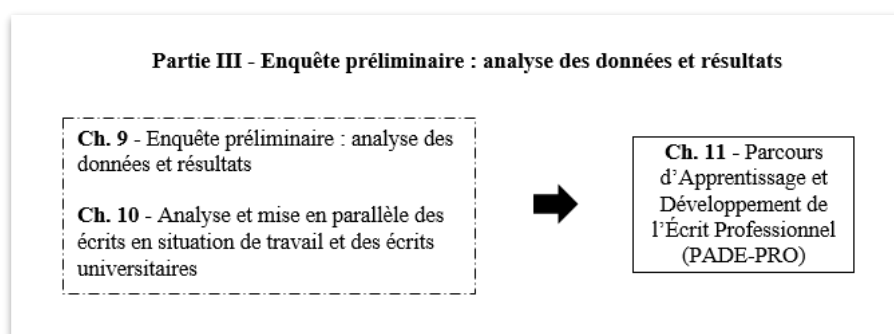 Partie III - Enquête préliminaire : analyse des données et résultats
Ch. 9 - Enquête préliminaire : analyse des
données et résultats
Ch. 10 - Analyse et mise en parallèle des
écrits en situation de travail et des écrits
universitaires
Ch. 11 - Parcours
d’Apprentissage et
Développement de
l’Écrit Professionnel
(PADE-PRO)